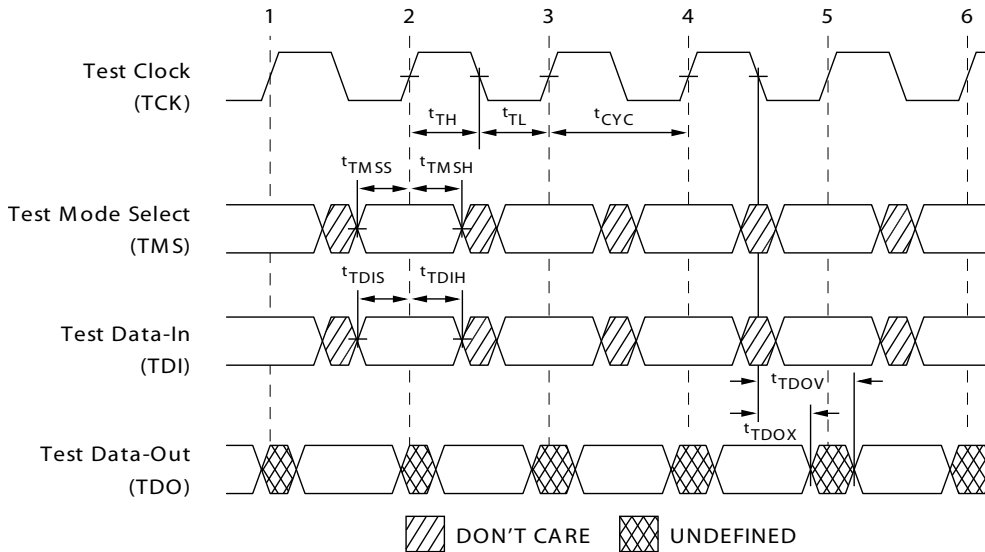 1 2 3 4 5 6
Test Clock
(TCK)
tTH tTL tCYC
tTMSS tTMSH
Test Mode Select
(TMS)
tTDIS tTDIH
Test Data-In
(TDI)
tTDOV
tTDOX
Test Data-Out
(TDO)
DON'T CARE UNDEFINED